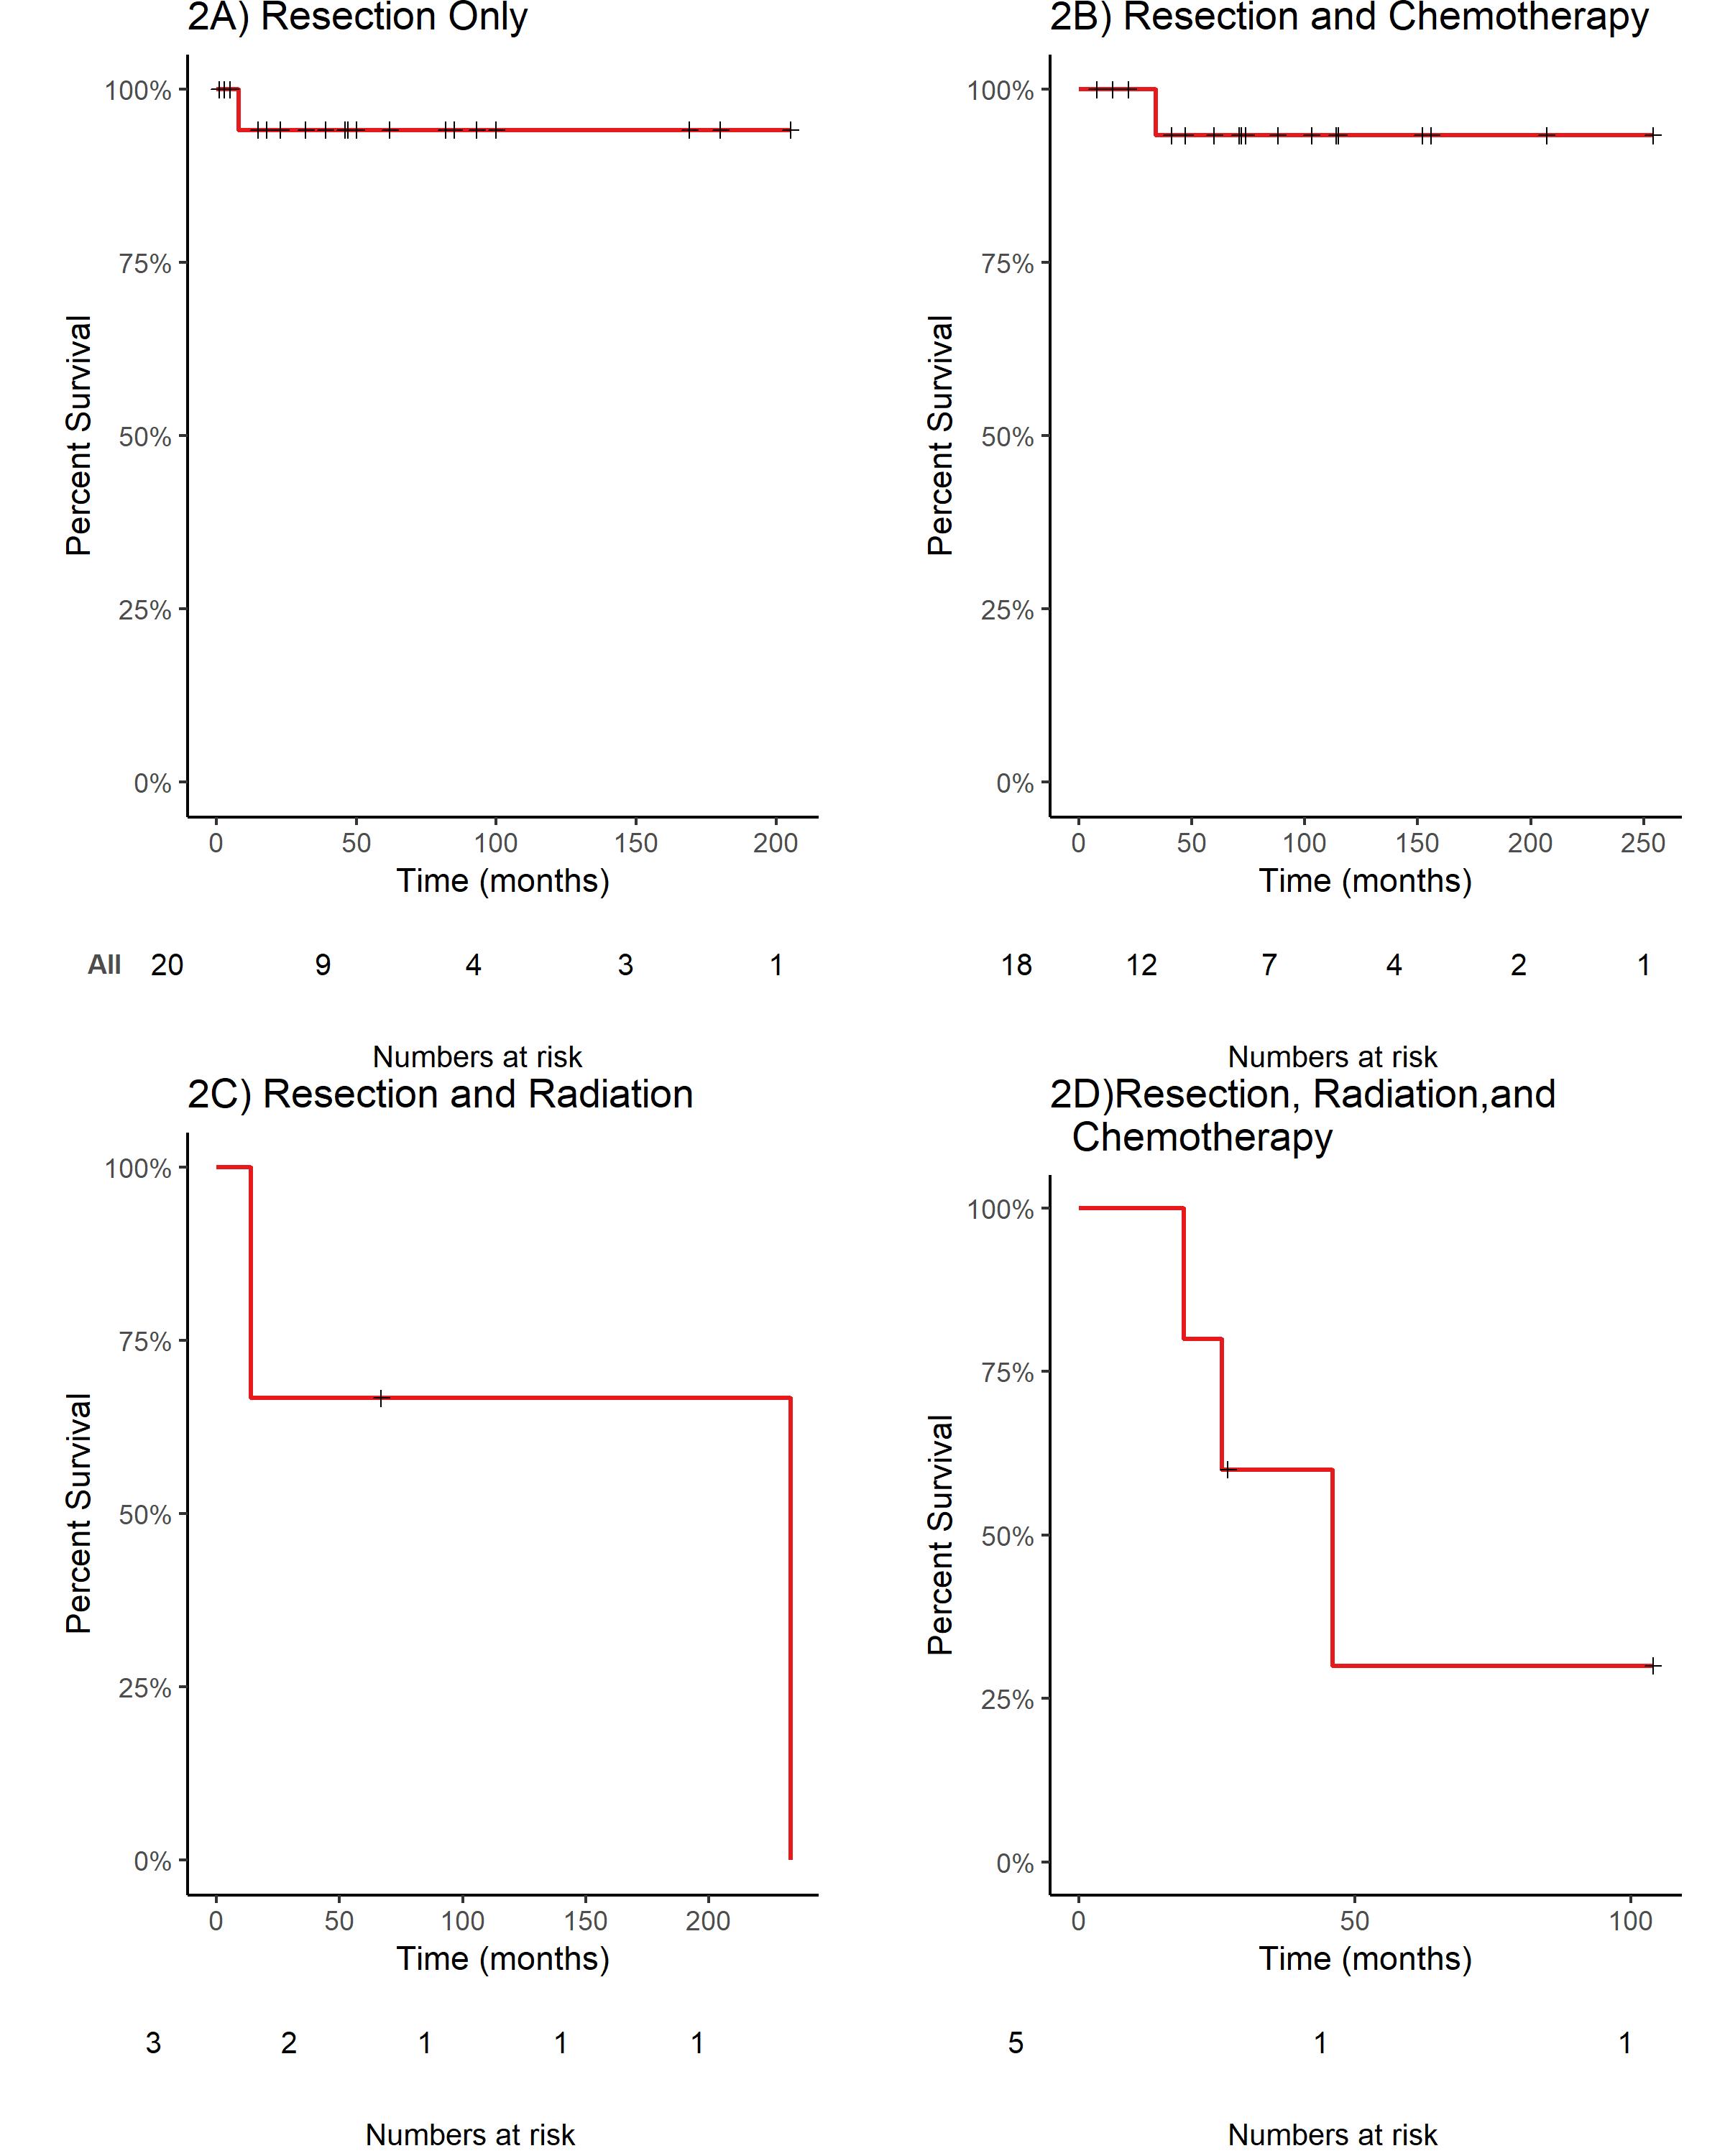 2A) Resection Only
100%
75%
50%
25%
0%
Percent Survival
0 50 100 150 200
Time (months)
All 20 9 4 3 1
Numbers at risk
2B) Resection and Chemotherapy
100%
75%
50%
25%
0%
Percent Survival
0 50 100 150 200 250
Time (months)
18 12 7 4 2 1
Numbers at risk
2C) Resection and Radiation
100%
75%
50%
25%
0%
Percent Survival
0 50 100 150 200
Time (months)
3 2 1 1 1
Numbers at risk
2D)Resection, Radiation,and
Chemotherapy
100%
75%
50%
25%
0%
Percent Survival
0 50 100
Time (months)
5 1 1
Numbers at risk